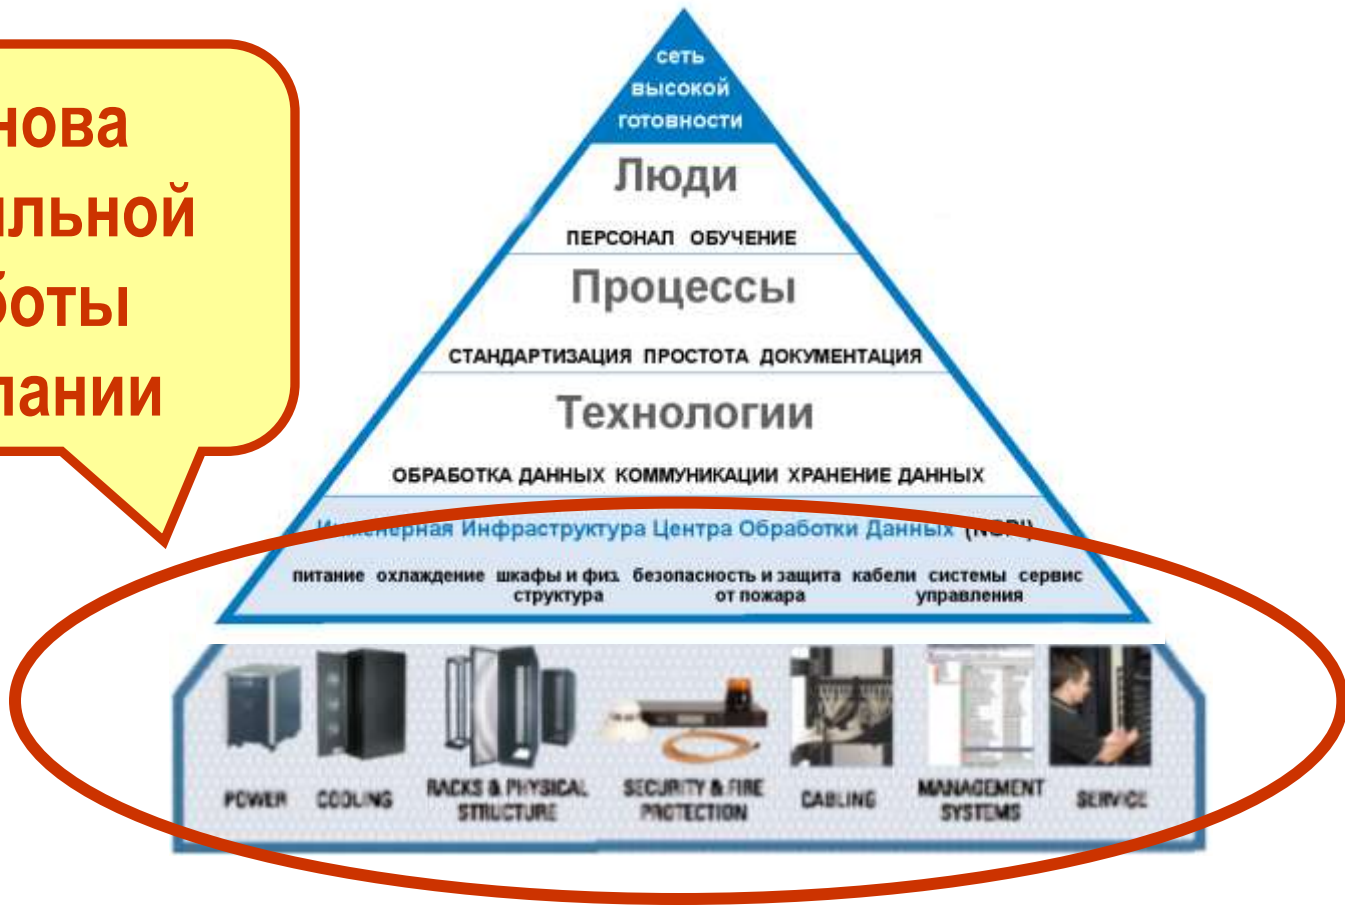 нова
ильной
боты
пании
сеть
высокой
готовности
Люди
ПЕРСОНАЛ ОБУЧЕНИЕ
Процессы
СТАНДАРТИЗАЦИЯ ПРОСТОТА ДОКУМЕНТАЦИЯ
Технологии
ОБРАБОТКА ДАННЫХ КОММУНИКАЦИИ ХРАНЕНИЕ ДАННЫХ
Инженерная Инфраструктура Центра Обработки Данных
питание охлаждение шкафы и физ. безопасность и защита кабели системы сервис
структура от пожара управления
POWER COOLING RACKS & PHYSICAL STRUCTURE SECURITY & FIRE PROTECTION CABLING MANAGEMENT SYSTEMS SERVICE